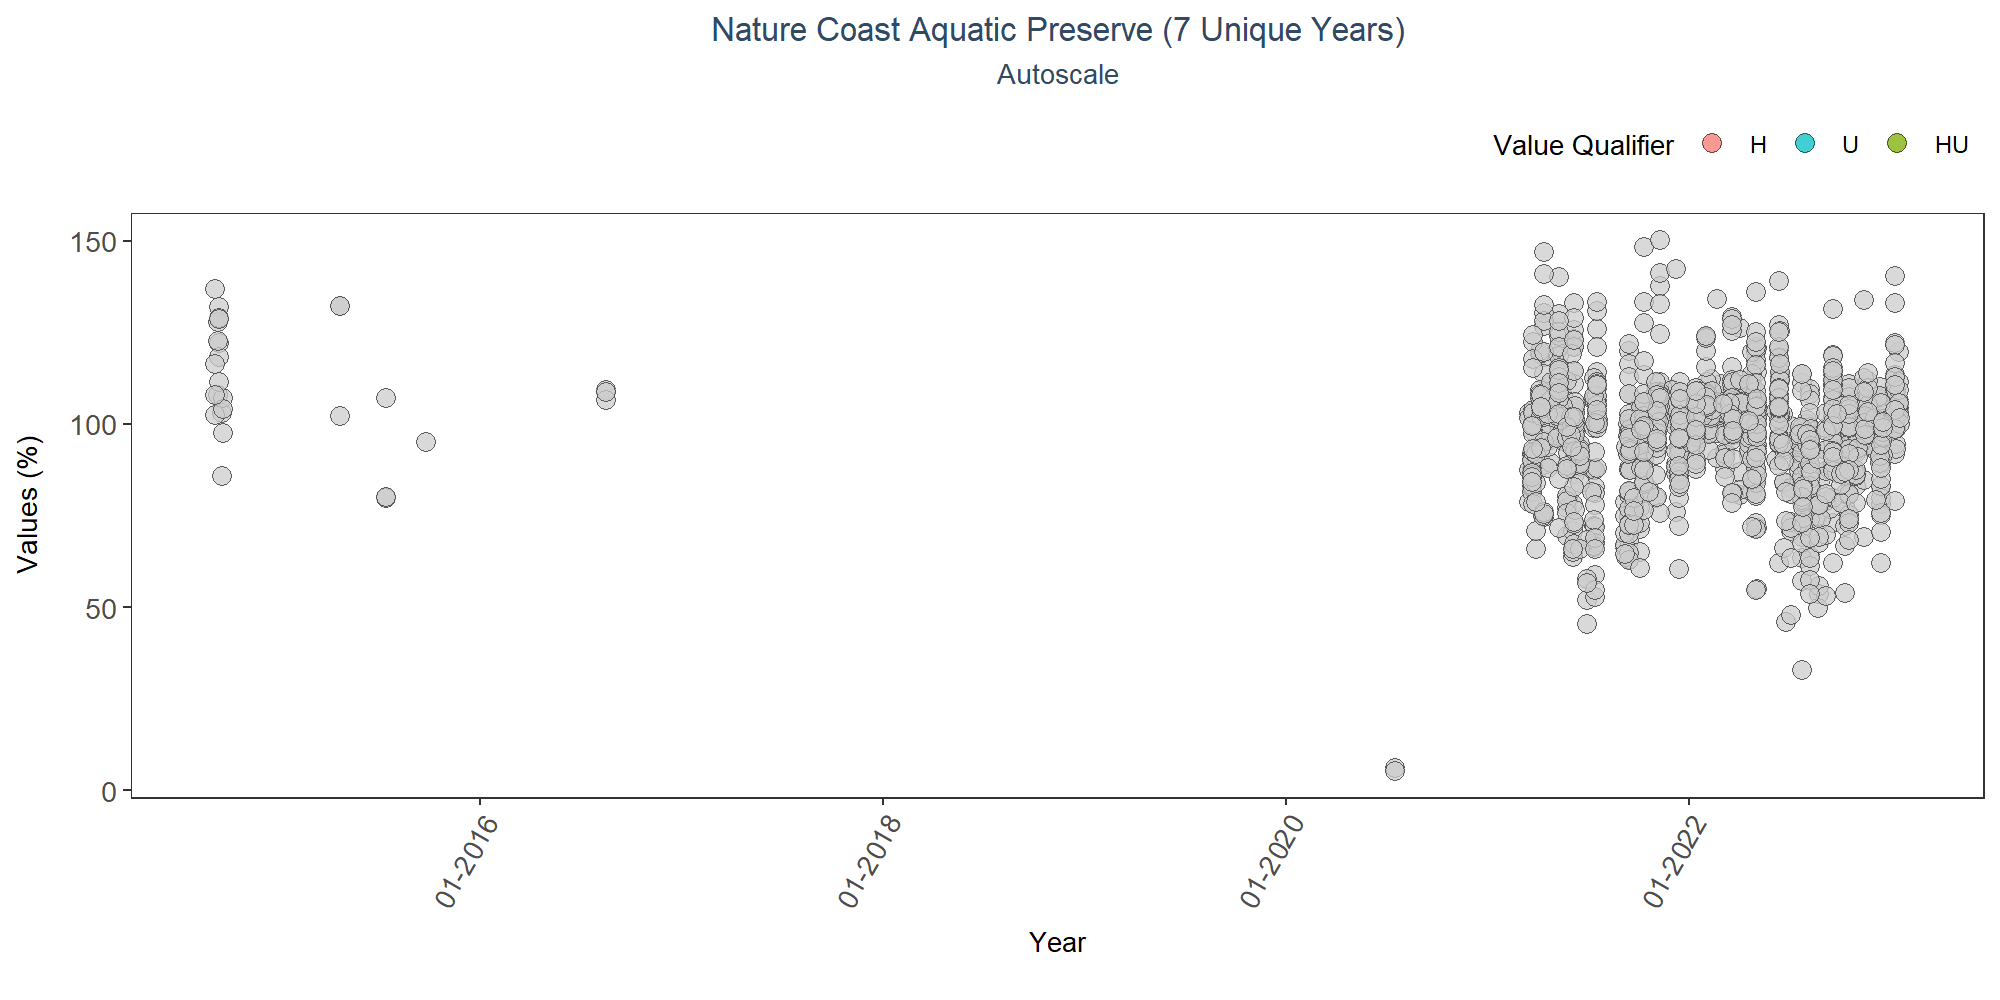 Nature Coast Aquatic Preserve (7 Unique Years)
Autoscale
Value Qualifier H U HU
Values (%)
150
100
50
0
01-2016 01-2018 01-2020 01-2022
Year